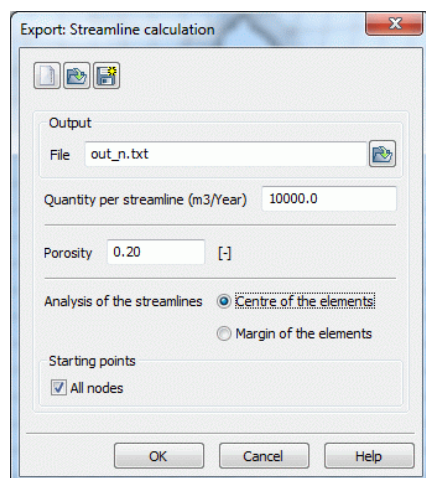 Export: Streamline calculation
Output
File out_n.txt
Quantity per streamline (m3/Year) 10000.0
Porosity 0.20 [-]
Analysis of the streamlines Centre of the elements
Margin of the elements
Starting points
All nodes
OK Cancel Help